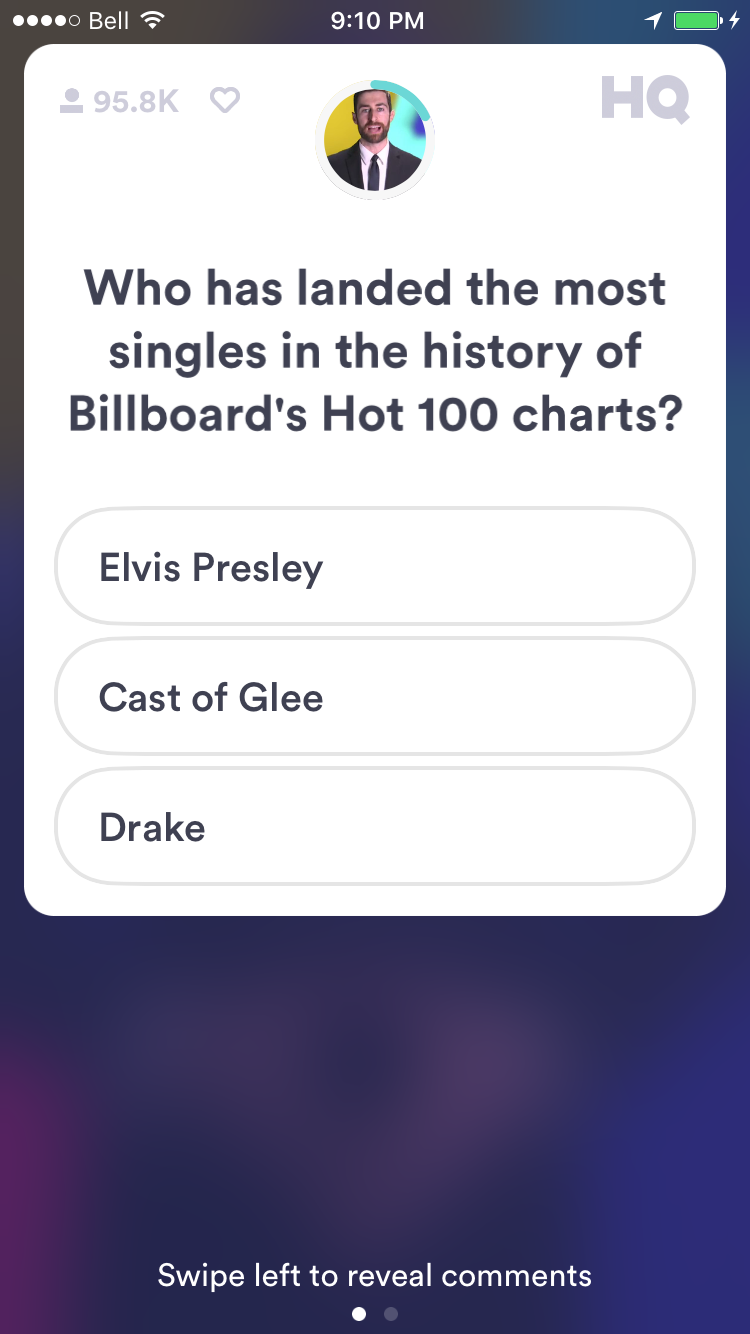 Bell 9:10 PM
95.8K HQ
Who has landed the most
singles in the history of
Billboard's Hot 100 charts?
Elvis Presley
Cast of Glee
Drake
Swipe left to reveal comments